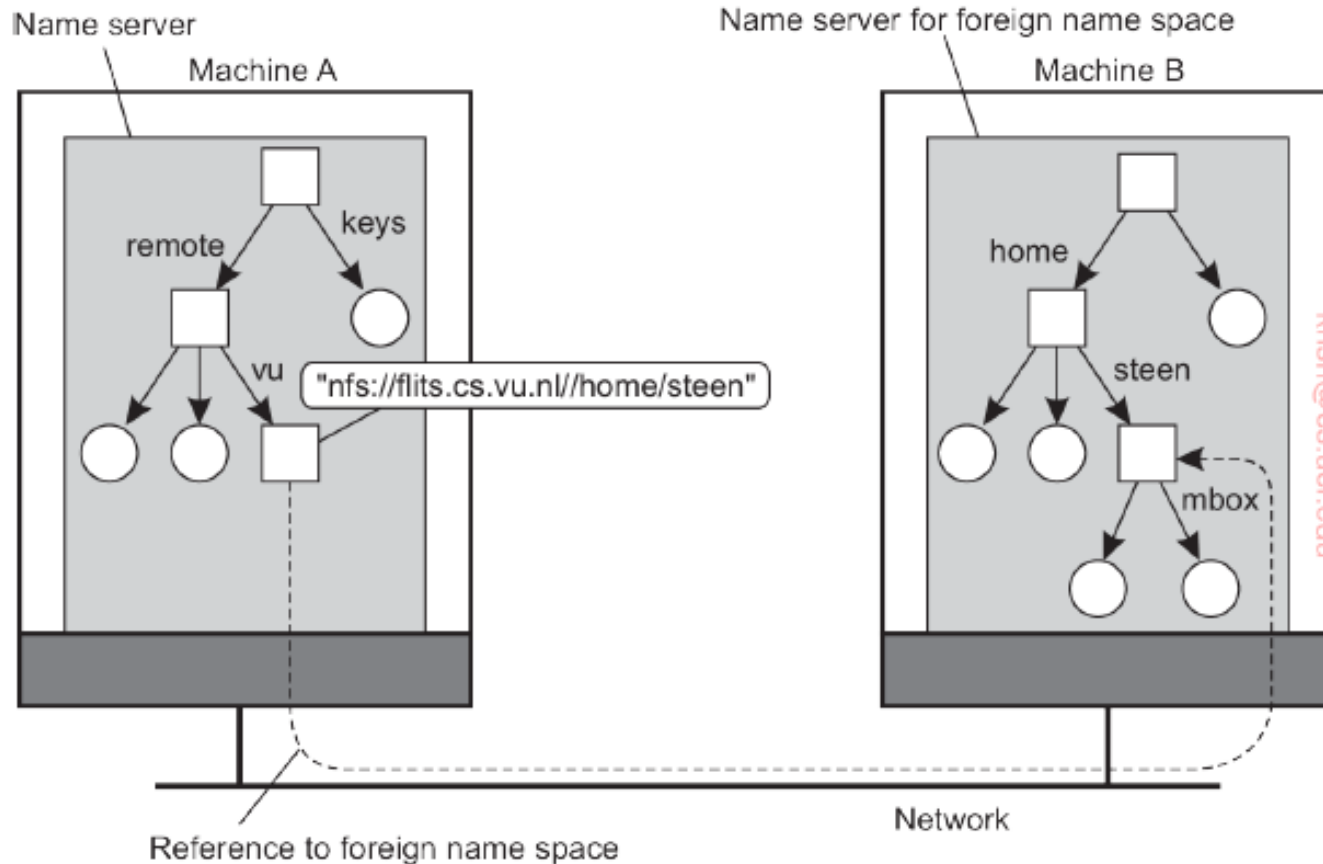 Name server
Name server for foreign name space
Machine A
Machine B
keys
remote
home
vu
"nfs://flits.cs.vu.nl//home/steen"
steen
mbox
Network
Reference to foreign name space